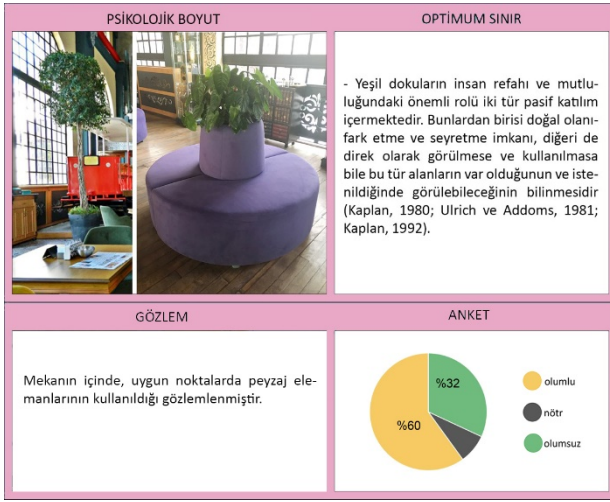 PSİKOLOJİK BOYUT
OPTİMUM SINIR
- Yeşil dokuların insan refahı ve mutlu-
luğundaki önemli rolü iki tür pasif katılım
içermektedir. Bunlardan birisi doğal olanı-
fark etme ve seyretme imkanı, diğeri de
direk olarak görülmese ve kullanılmasa
bile bu tür alanların var olduğunun ve iste-
nildiğinde görülebileceğinin bilinmesidir
(Kaplan, 1980; Ulrich ve Addoms, 1981;
Kaplan, 1992).
GÖZLEM
Mekanın içinde, uygun noktalarda peyzaj ele-
manlarının kullanıldığı gözlemlenmiştir.
ANKET
%32
%60
olumlu
nötr
olumsuz